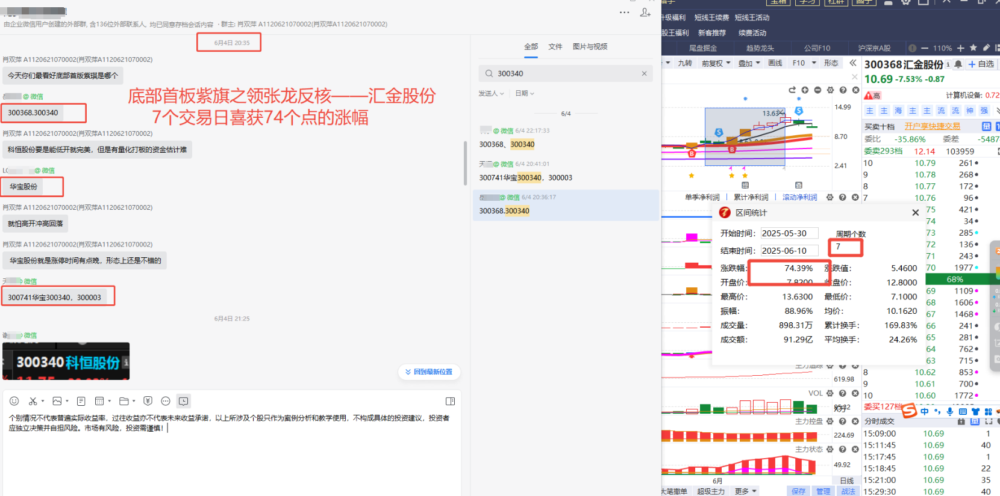 由企业微信用户创建的外部群, 含136位外部联系人, 均已同意存档会话内容 · 群主: 肖双萍 A1120621070002(肖双萍A1120621070002)
6月4日 20:35
肖双萍 A1120621070002(肖双萍A1120621070002)
今天你们最看好底部首版紫琪是哪个
@ 微信
300368.300340
肖双萍 A1120621070002(肖双萍A1120621070002)
科恒股份要是能低开就完美，但是有量化打板的资金估计难
@ 微信
华宝股份
肖双萍 A1120621070002(肖双萍A1120621070002)
就怕高开冲高回落
肖双萍 A1120621070002(肖双萍A1120621070002)
华宝股份就是涨停时间有点晚，形态上还是不错的
@ 微信
300741华宝300340，300003
6月4日 21:25
微信
300340 科恒股份
回到最新位置
个别情况不代表普遍实际收益率，过往收益亦不代表未来收益承诺，以上所涉及个股只作为案例分析和教学使用，不构成具体的投资建议，投资者
应独立决策并自担风险。市场有风险，投资需谨慎！
底部首板紫旗之领张龙反核——汇金股份
7个交易日喜获74个点的涨幅
全部 文件 图片与视频
300340
发送人 日期
6/4
@ 微信 6/4 22:17:33
300368、300340
@ 微信 6/4 20:41:01
300741华宝300340，300003
@ 微信 6/4 20:36:17
300368.300340
升级福利 短线王续费 短线王活动
股王福利 新客推荐 续费活动
尾盘掘金 趋势龙头 公司F10 沪深京A股 110%
九转 前复权 叠加 画线 F10 形态
13.63
14.99
8.70
2.41
单季净利润 累计净利润 滚动净利润
区间统计
开始时间: 2025-05-30 周期个数
结束时间: 2025-06-10 7
涨跌幅: 74.39% 涨跌值: 5.4600
开盘价: 7.8200 收盘价: 12.8000
最高价: 13.6300 最低价: 7.1000
振幅: 88.96% 均价: 10.1620
成交量: 898.31万 累计换手: 169.83%
成交额: 91.29亿 平均换手: 24.26%
主力追踪
619.98
VOL
主力控盘
224.69
主力状态
49.92
6月 日线
大笔撤单 超级主力 更多 保存 管理 战法
300368 汇金股份 自选
10.69 -7.53% -0.87
高 计算机设备: 0.72
主 主 海 主 主 流 流 神 强
买卖十档 开户享快捷交易
委比 -35.86% 委差 -5487
委卖293档 12.14 103959
10 10.79 261
9 10.78 268
8 10.77 172
7 10.76 96
75 421
74 34
73 285
72 136
71 243
70 1977
68%
69 1109
68 1606
67 1468
66 241
65 281
64 762
63 715
8 10.62 853
9 10.61 700
10 10.60 1772
委买127档
中
分时成交
15:09:00 10.69 1
15:11:45 10.69 40
15:17:45 10.69 1
15:18:45 10.69 22
15:21:00 10.69 35
15:29:30 10.69 40